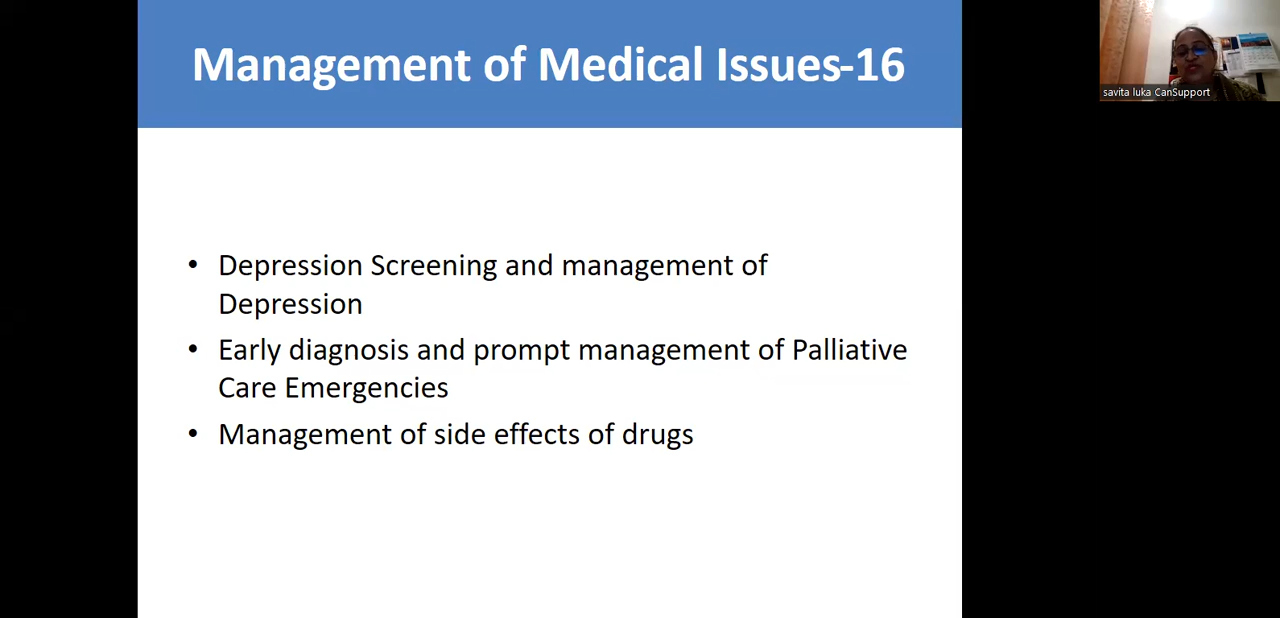 Management of Medical Issues-16
savita luka CanSupport
• Depression Screening and management of
Depression
• Early diagnosis and prompt management of Palliative
Care Emergencies
• Management of side effects of drugs